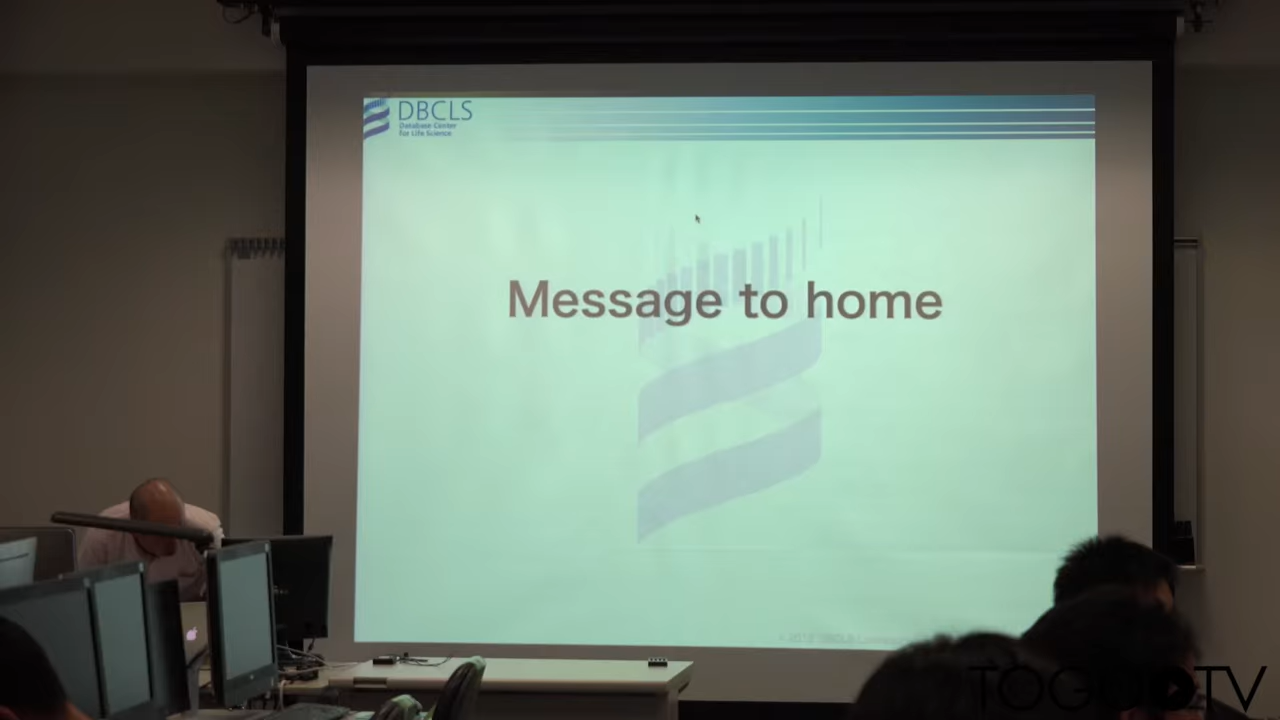 DBCLS
Database Center
for Life Science
Message to home
TOGOTV